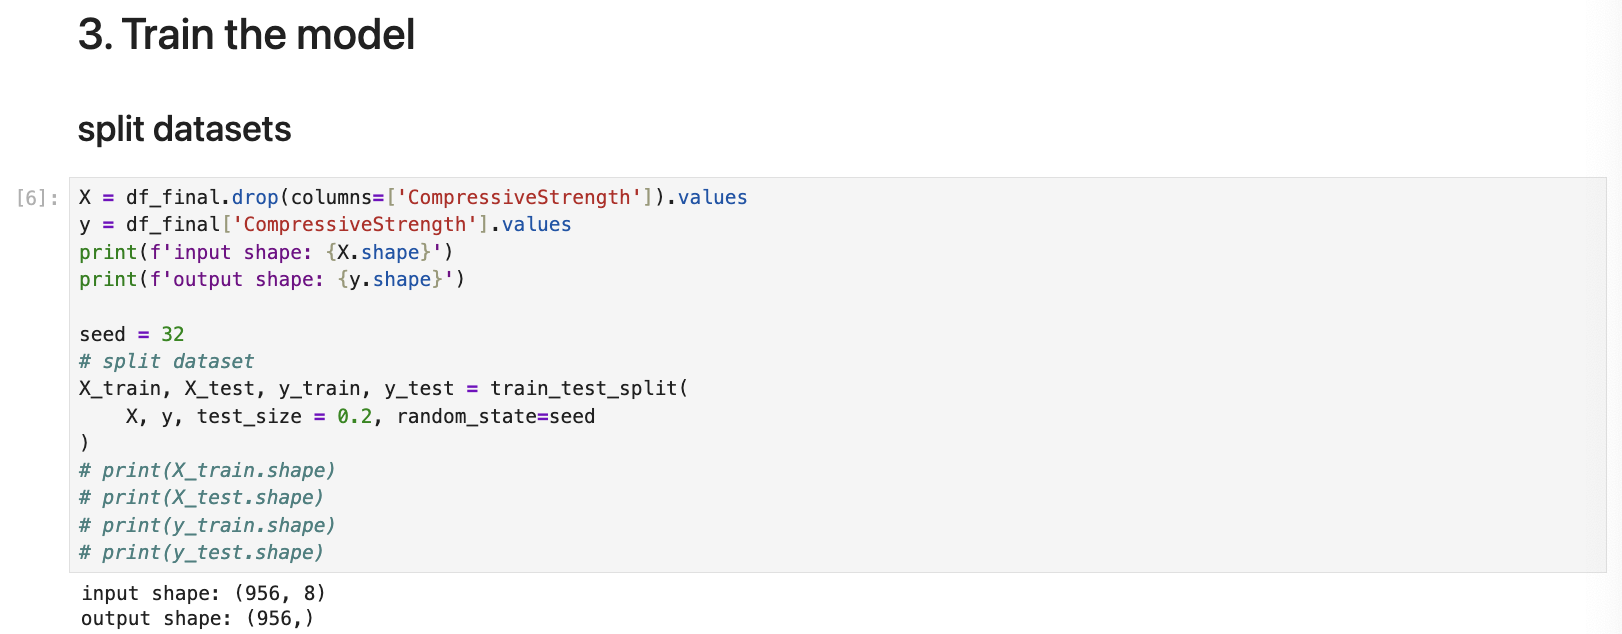 3. Train the model
split datasets
[6]:
X = df_final.drop(columns=['CompressiveStrength']).values
y = df_final['CompressiveStrength'].values
print(f'input shape: {X.shape}')
print(f'output shape: {y.shape}')

seed = 32
# split dataset
X_train, X_test, y_train, y_test = train_test_split(
    X, y, test_size = 0.2, random_state=seed
)
# print(X_train.shape)
# print(X_test.shape)
# print(y_train.shape)
# print(y_test.shape)
input shape: (956, 8)
output shape: (956,)